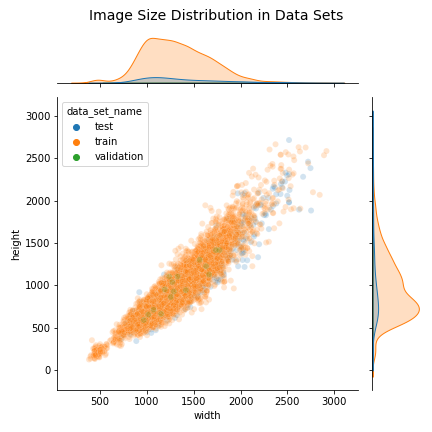 Image Size Distribution in Data Sets
data_set_name
test
train
validation
3000
2500
2000
1500
1000
500
0
height
500
1000
1500
2000
2500
3000
width